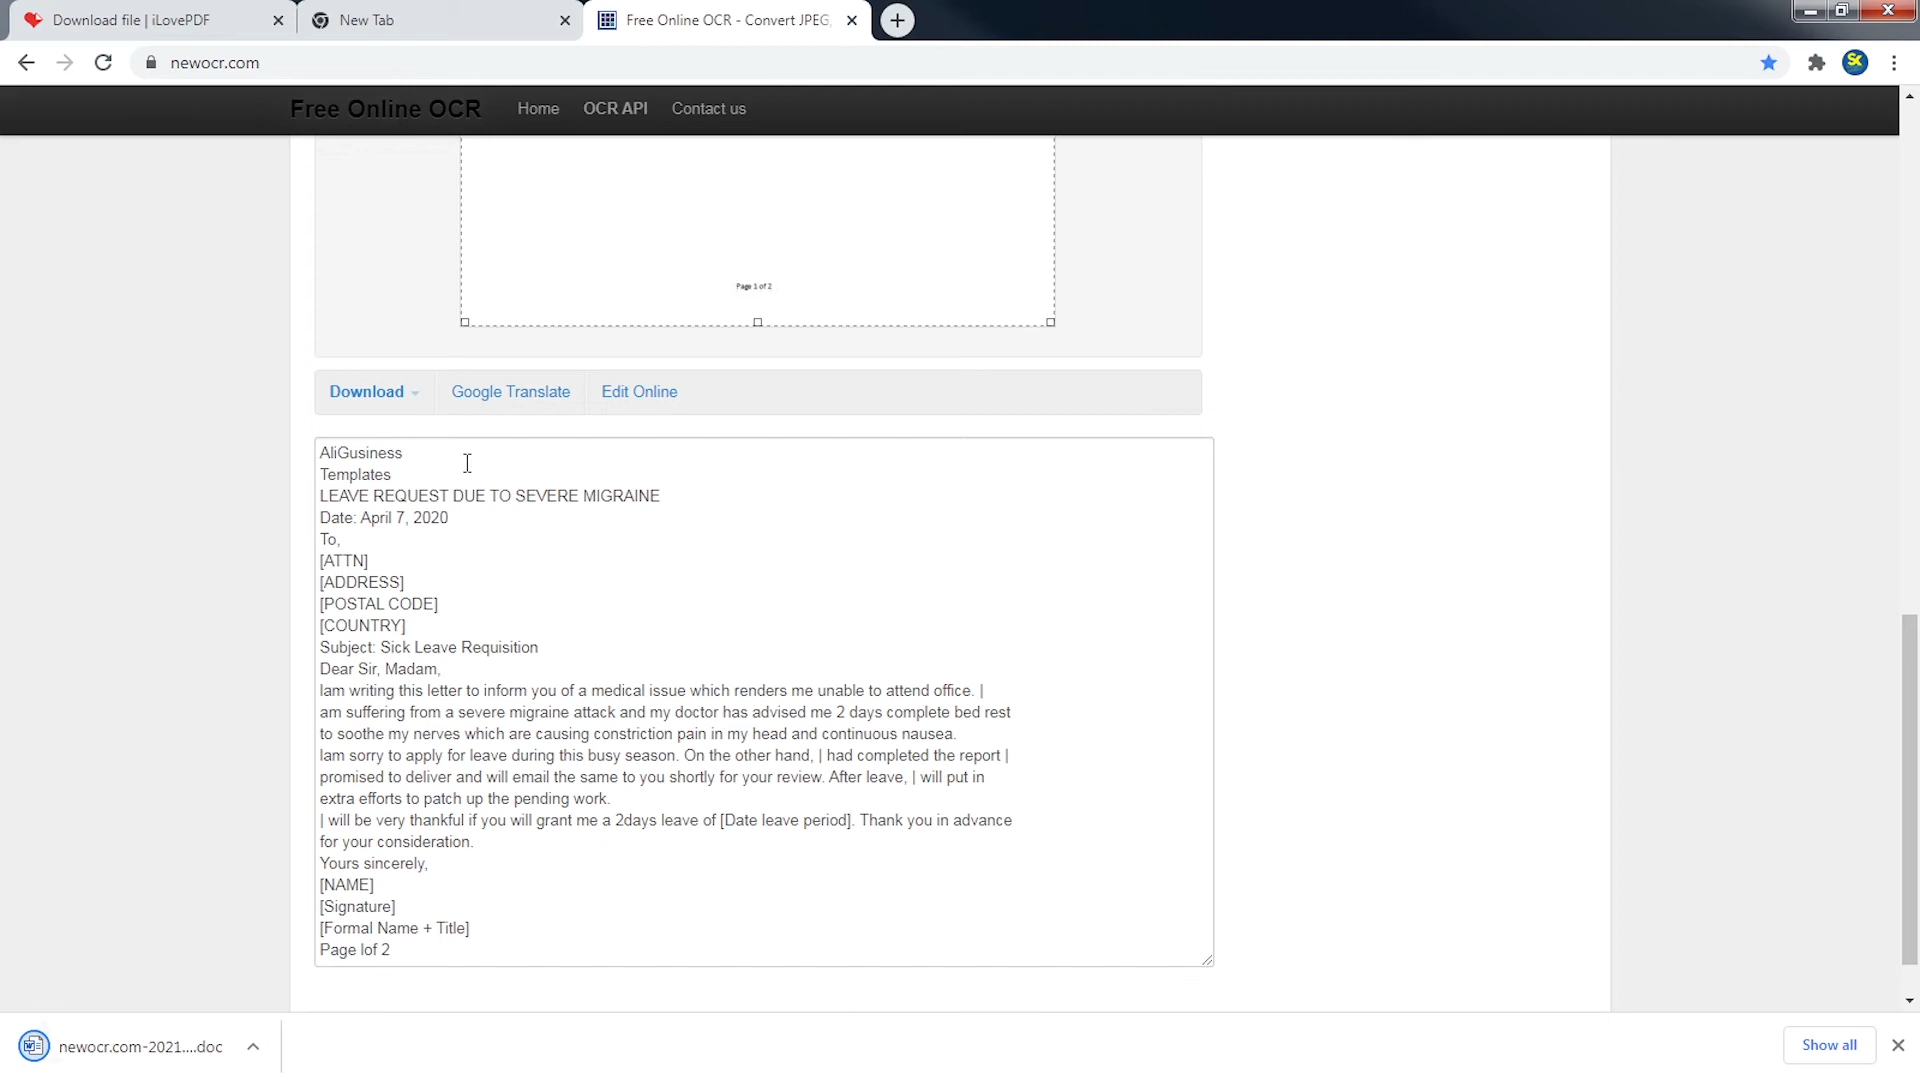 Download file | iLovePDF
New Tab
Free Online OCR - Convert JPEG,
newocr.com
SK
Free Online OCR
Home
OCR API
Contact us
Page 1 of 2
Download
Google Translate
Edit Online
AliGusiness
Templates
LEAVE REQUEST DUE TO SEVERE MIGRAINE
Date: April 7, 2020
To,
[ATTN]
[ADDRESS]
[POSTAL CODE]
[COUNTRY]
Subject: Sick Leave Requisition
Dear Sir, Madam,
lam writing this letter to inform you of a medical issue which renders me unable to attend office. |
am suffering from a severe migraine attack and my doctor has advised me 2 days complete bed rest
to soothe my nerves which are causing constriction pain in my head and continuous nausea.
lam sorry to apply for leave during this busy season. On the other hand, | had completed the report |
promised to deliver and will email the same to you shortly for your review. After leave, | will put in
extra efforts to patch up the pending work.
| will be very thankful if you will grant me a 2days leave of [Date leave period]. Thank you in advance
for your consideration.
Yours sincerely,
[NAME]
[Signature]
[Formal Name + Title]
Page lof 2
newocr.com-2021....doc
Show all